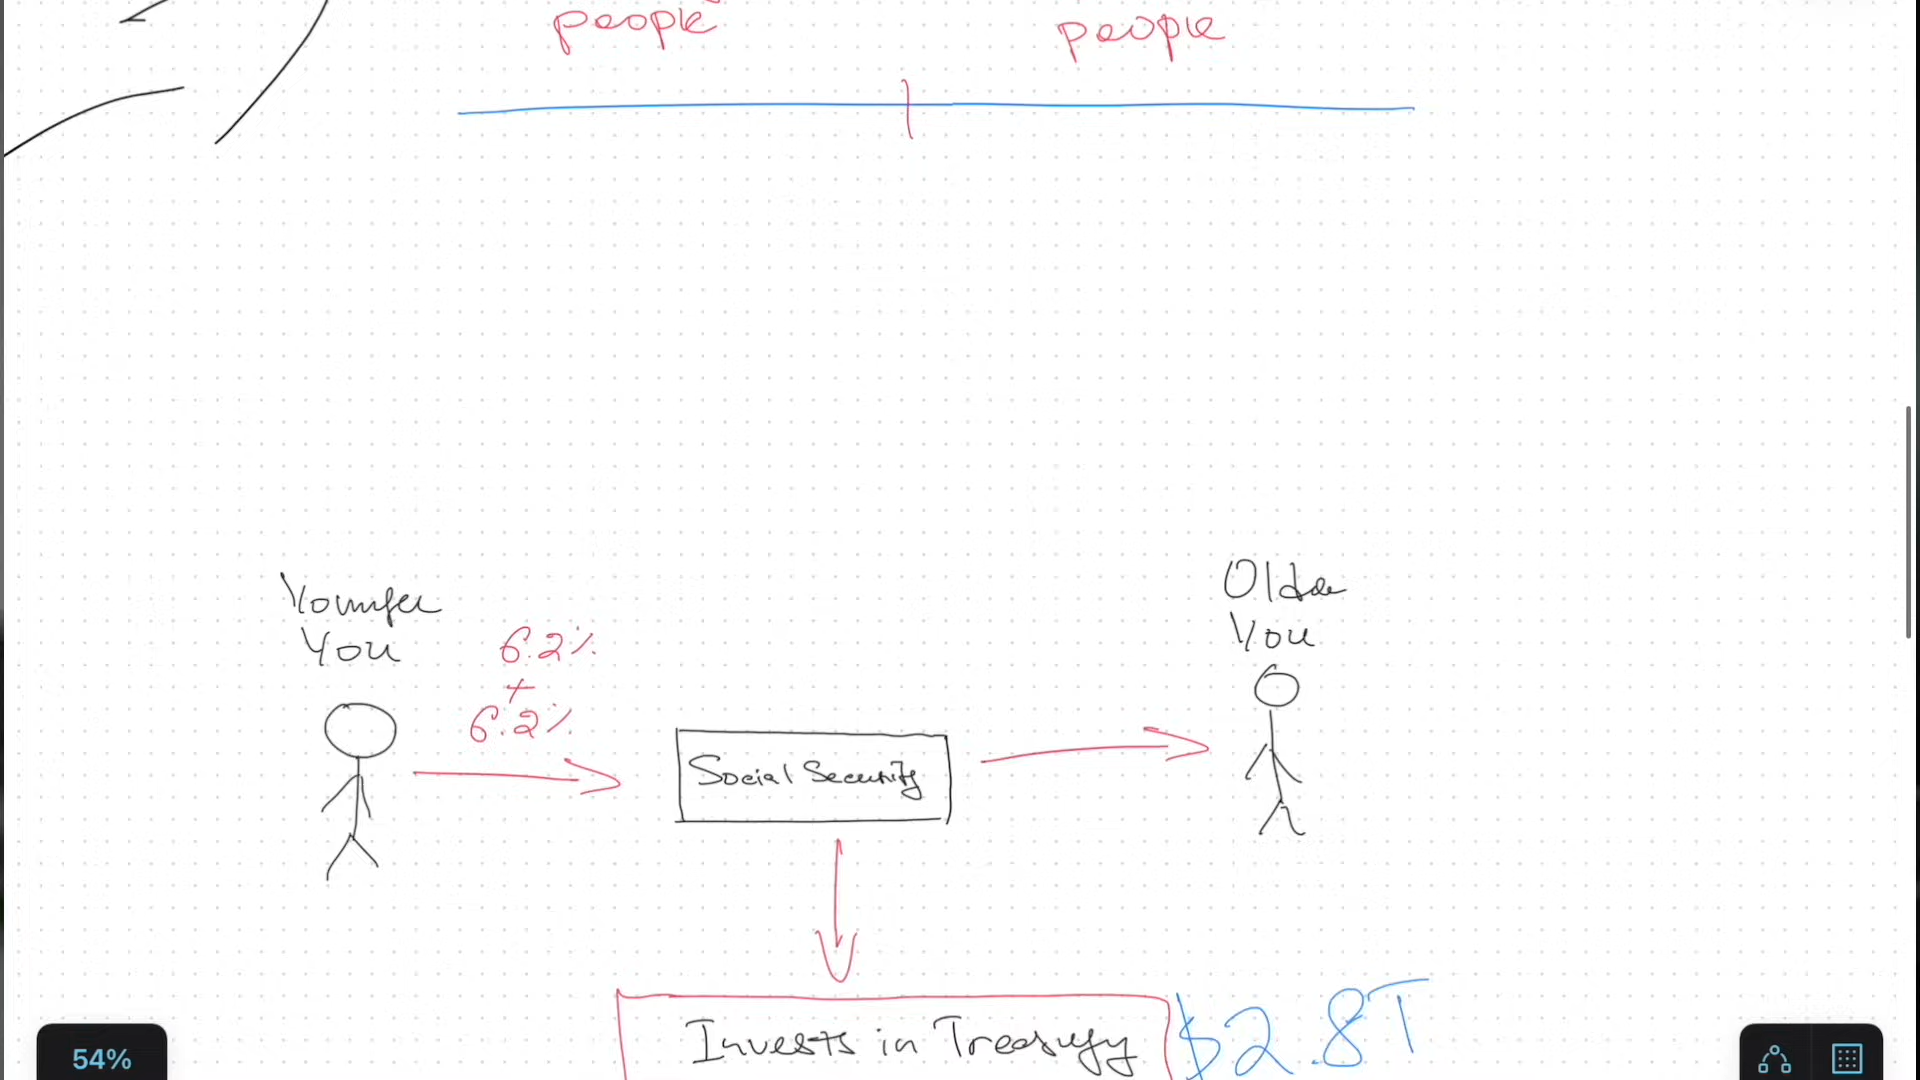 people
people
Younger
You
6.2%
+
6.2%
Social Security
Older
You
Invests in Treasury
$2.8T
54%